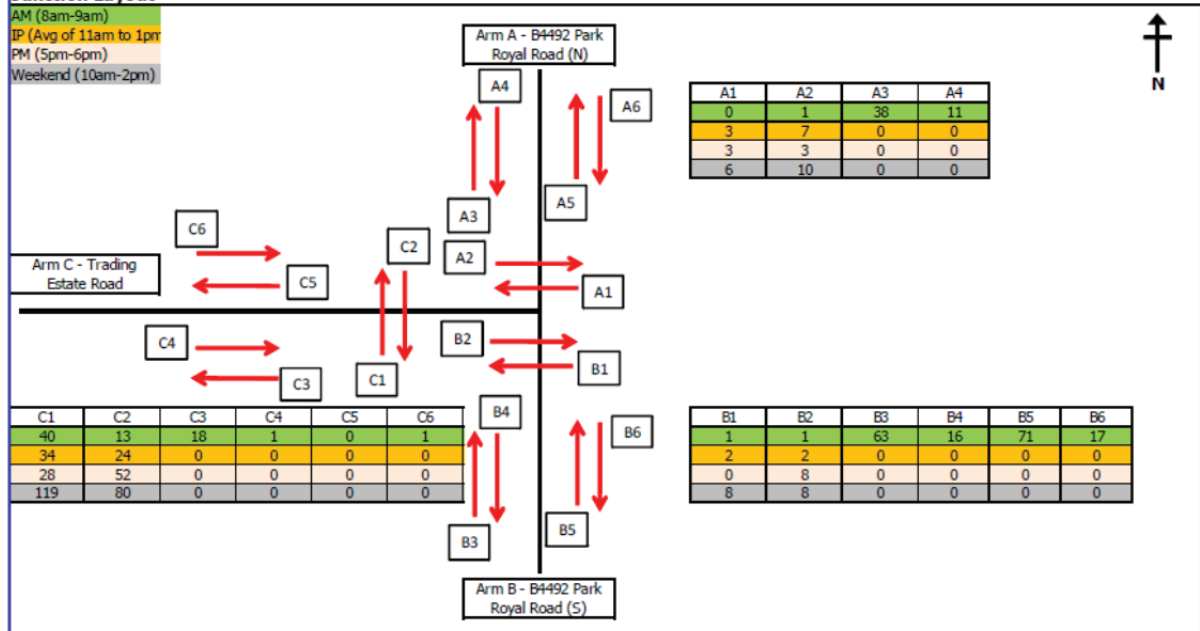 AM (8am-9am)
IP (Avg of 11am to 1pm
PM (5pm-6pm)
Weekend (10am-2pm)
Arm A - B4492 Park
Royal Road (N)
N
A4
A6
A1 A2 A3 A4
0 1 38 11
3 7 0 0
3 3 0 0
6 10 0 0
A3
A5
C6
C2
A2
Arm C - Trading
Estate Road
C5
A1
C4
B2
C3
C1
B1
C1 C2 C3 C4 C5 C6
40 13 18 1 0 1
34 24 0 0 0 0
28 52 0 0 0 0
119 80 0 0 0 0
B4
B6
B1 B2 B3 B4 B5 B6
1 1 63 16 71 17
2 2 0 0 0 0
0 8 0 0 0 0
8 8 0 0 0 0
B3
B5
Arm B - B4492 Park
Royal Road (S)